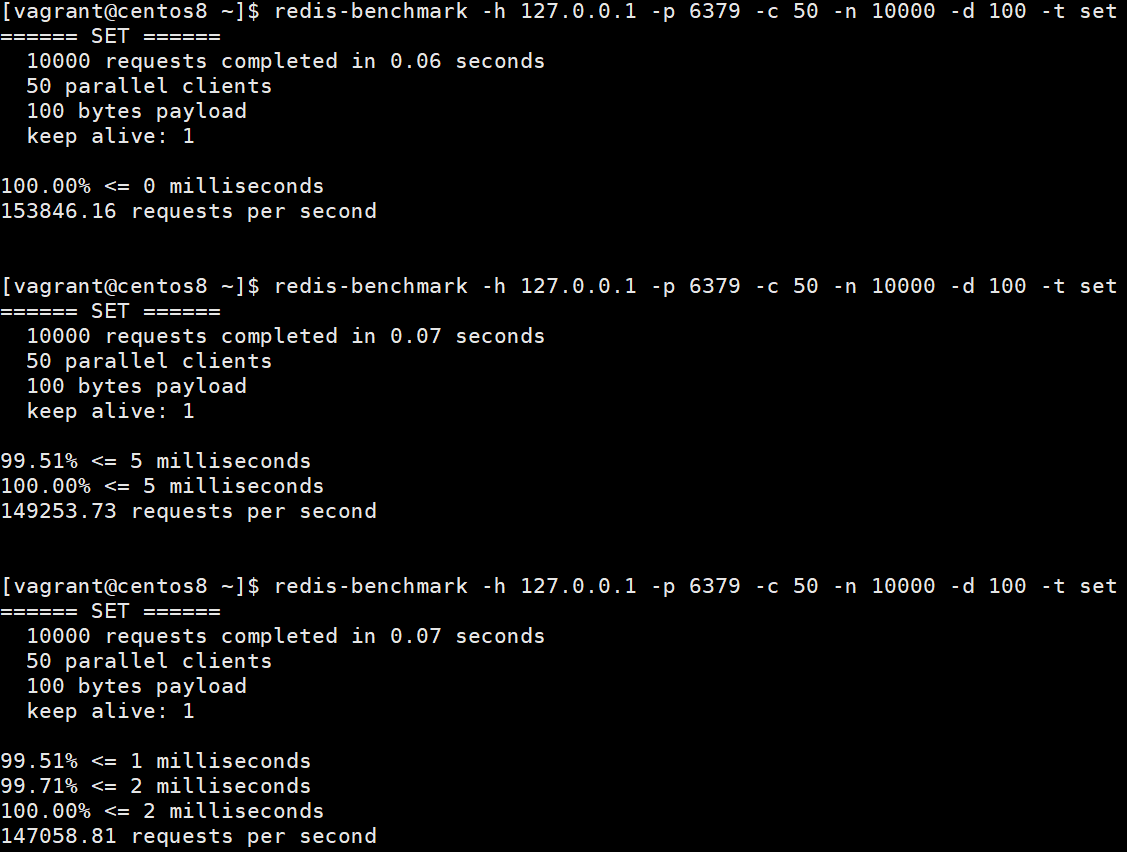 [vagrant@centos8 ~]$ redis-benchmark -h 127.0.0.1 -p 6379 -c 50 -n 10000 -d 100 -t set
====== SET ======
  10000 requests completed in 0.06 seconds
  50 parallel clients
  100 bytes payload
  keep alive: 1

100.00% <= 0 milliseconds
153846.16 requests per second

[vagrant@centos8 ~]$ redis-benchmark -h 127.0.0.1 -p 6379 -c 50 -n 10000 -d 100 -t set
====== SET ======
  10000 requests completed in 0.07 seconds
  50 parallel clients
  100 bytes payload
  keep alive: 1

99.51% <= 5 milliseconds
100.00% <= 5 milliseconds
149253.73 requests per second

[vagrant@centos8 ~]$ redis-benchmark -h 127.0.0.1 -p 6379 -c 50 -n 10000 -d 100 -t set
====== SET ======
  10000 requests completed in 0.07 seconds
  50 parallel clients
  100 bytes payload
  keep alive: 1

99.51% <= 1 milliseconds
99.71% <= 2 milliseconds
100.00% <= 2 milliseconds
147058.81 requests per second